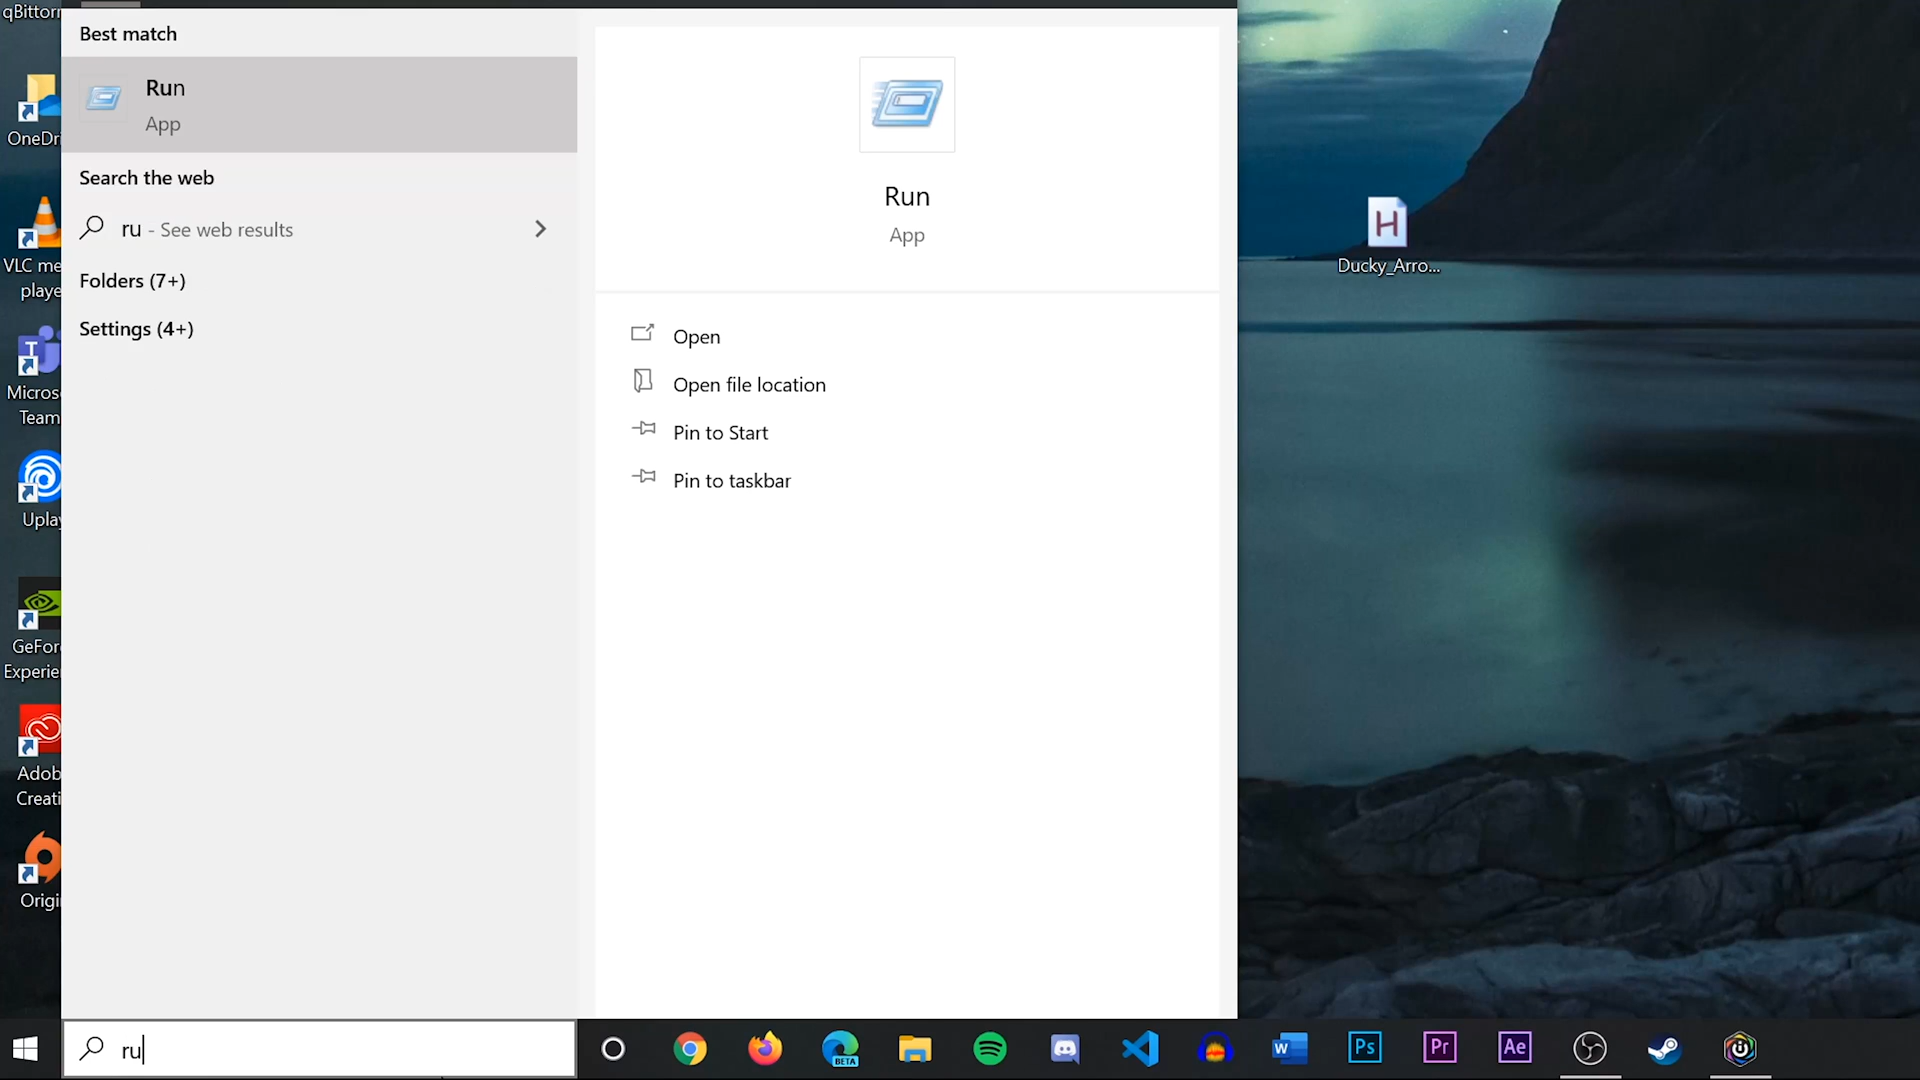 qBittorr
OneDri
VLC me
playe
Micros
Team
Uplay
GeFor
Experie
Adob
Creati
Origi
Best match
Run
App
Search the web
ru - See web results
Folders (7+)
Settings (4+)
Run
App
Open
Open file location
Pin to Start
Pin to taskbar
Ducky_Arro...
ru
BETA
W
Ps
Pr
Ae